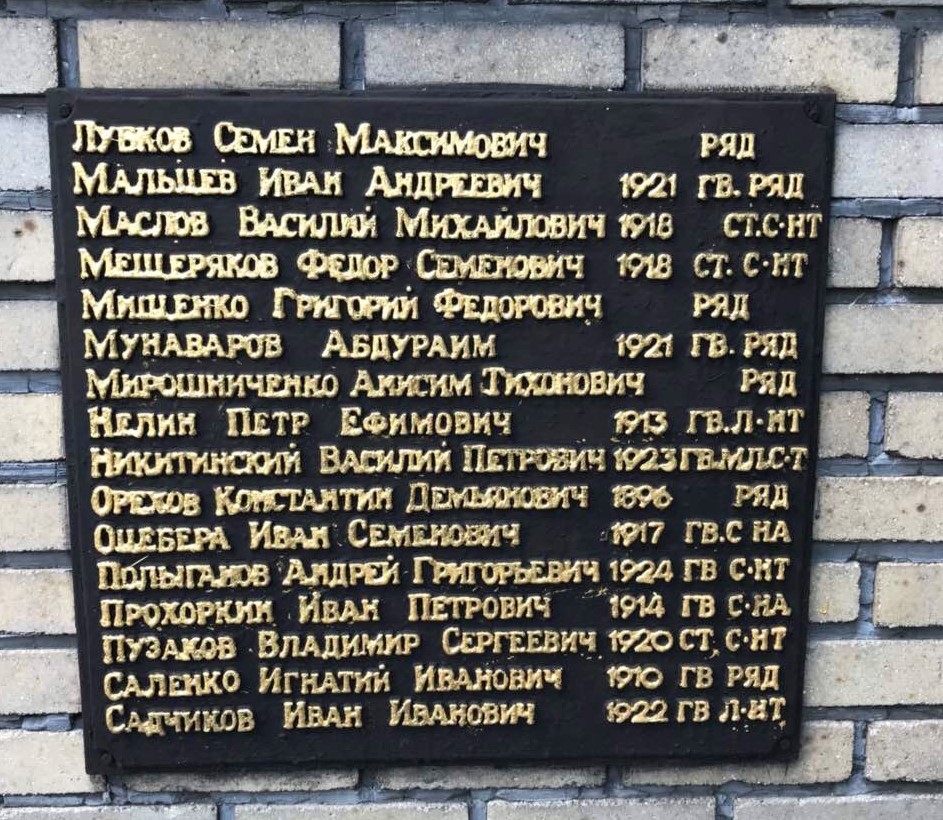 Лубков Семен Максимович ряд
Мальцев Иван Андреевич 1921 гв. ряд
Маслов Василий Михайлович 1918 ст.с-нт
Мещеряков Федор Семенович 1918 ст. с-нт
Мищенко Григорий Федорович ряд
Мунаваров Абдураим 1921 гв. ряд
Мирошниченко Анисим Тихонович ряд
Нелин Петр Ефимович 1913 гв.л-нт
Никитинский Василий Петрович 1923 гв.мл.с-т
Орехов Константин Демьянович 1896 ряд
Ошебера Иван Семенович 1917 гв.с на
Полыганов Андрей Григорьевич 1924 гв с-нт
Прохоркин Иван Петрович 1914 гв с-на
Пузаков Владимир Сергеевич 1920 ст. с-нт
Саленко Игнатий Иванович 1910 гв ряд
Садчиков Иван Иванович 1922 гв л-нт